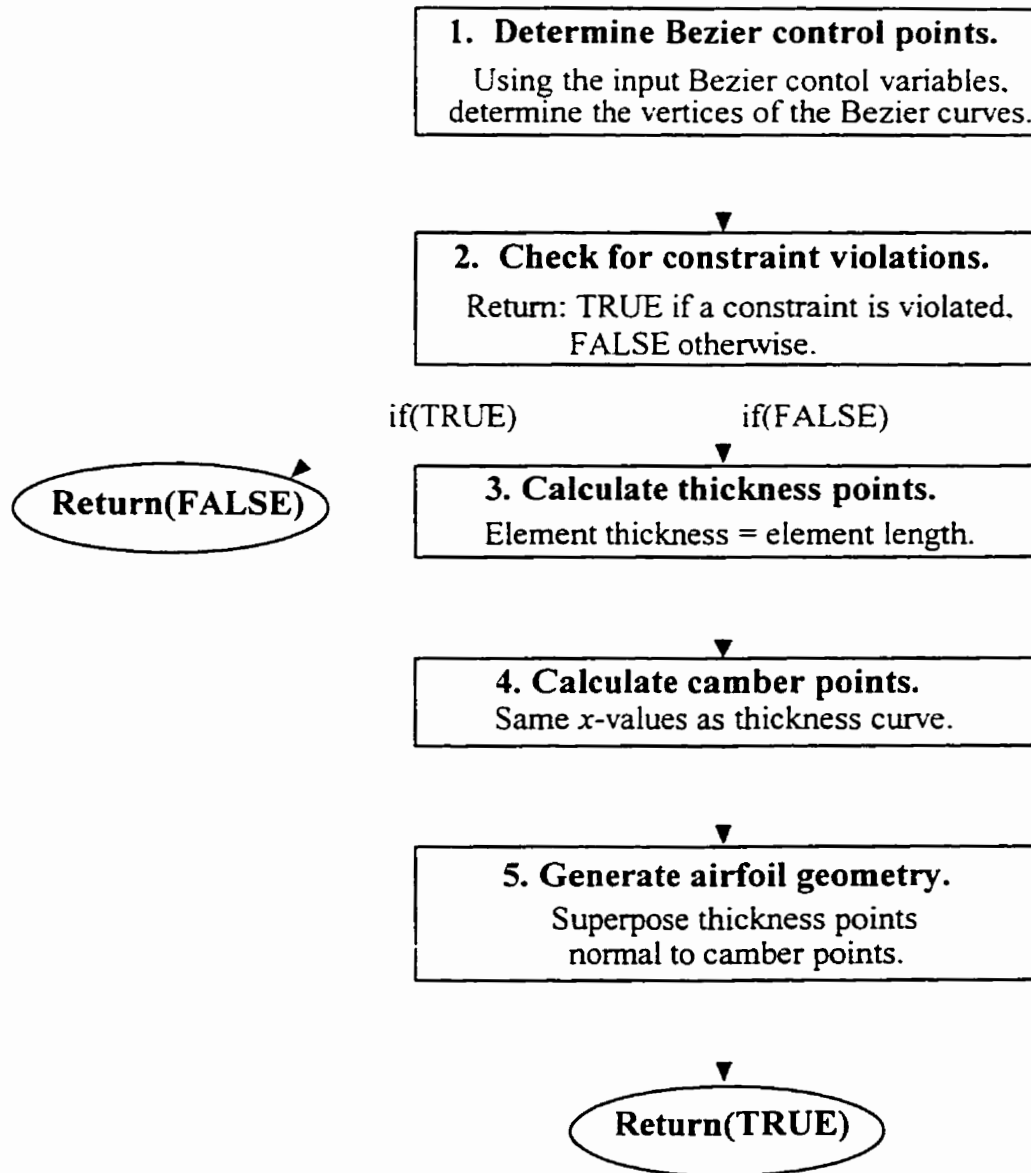 1. Determine Bezier control points.
Using the input Bezier contol variables.
determine the vertices of the Bezier curves.
2. Check for constraint violations.
Return: TRUE if a constraint is violated.
FALSE otherwise.
if(TRUE) if(FALSE)
Return(FALSE)
3. Calculate thickness points.
Element thickness = element length.
4. Calculate camber points.
Same x-values as thickness curve.
5. Generate airfoil geometry.
Superpose thickness points
normal to camber points.
Return(TRUE)